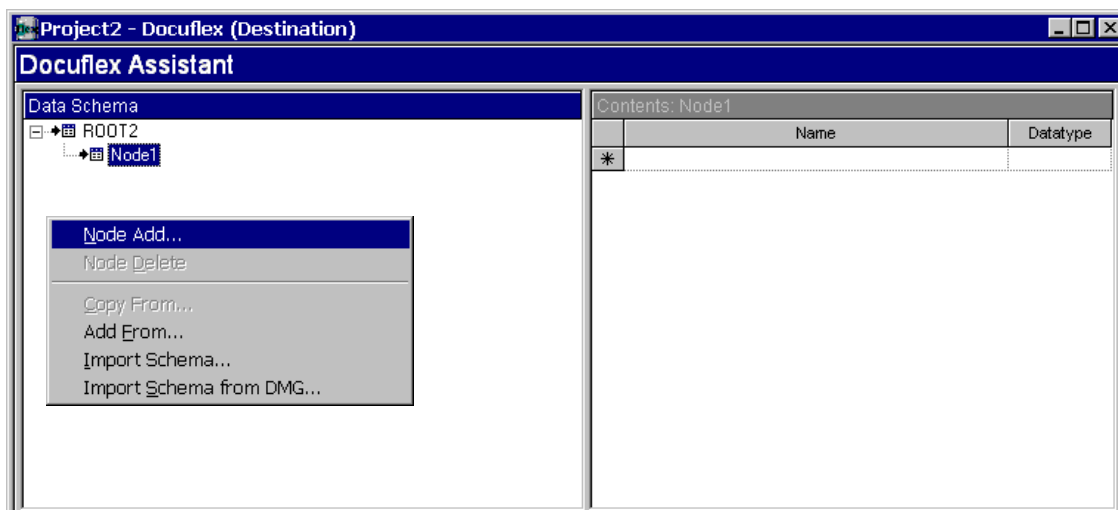 Project2 - Docuflex (Destination)
Docuflex Assistant
Data Schema
ROOT2
Node1
Node Add...
Node Delete
Copy From...
Add From...
Import Schema...
Import Schema from DMG...
Contents: Node1
Name Datatype